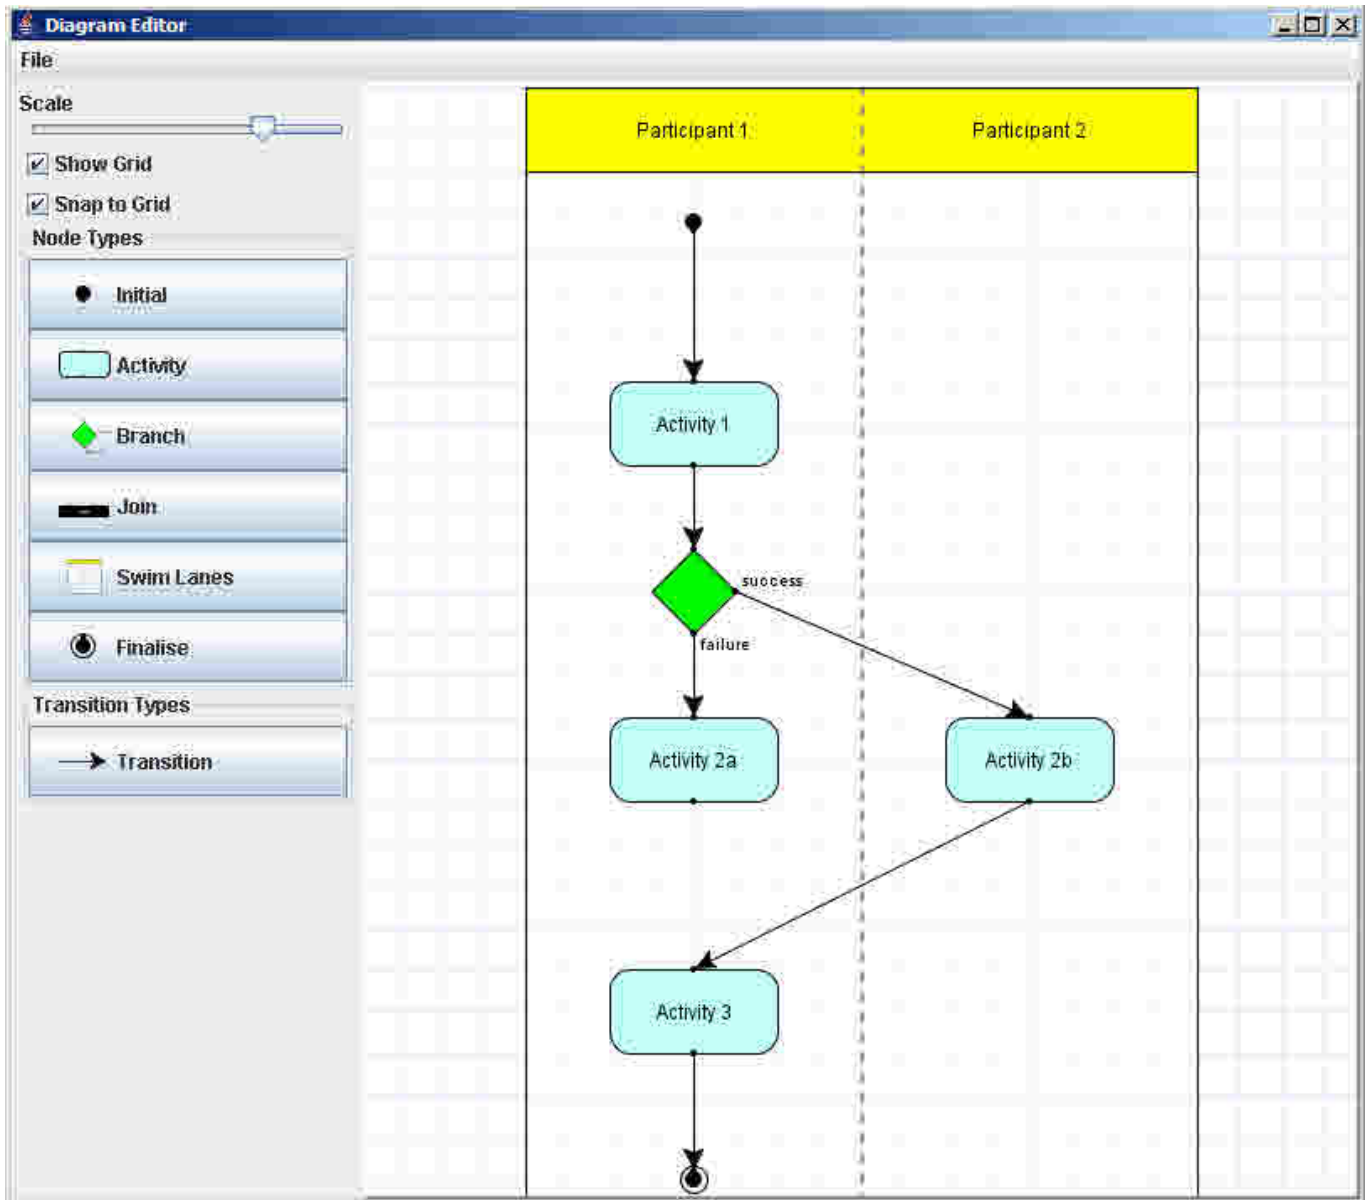 Diagram Editor
File
Scale
Show Grid
Snap to Grid
Node Types
Initial
Activity
Branch
Join
Swim Lanes
Finalise
Transition Types
Transition
Participant 1
Participant 2
Activity 1
success
failure
Activity 2a
Activity 2b
Activity 3